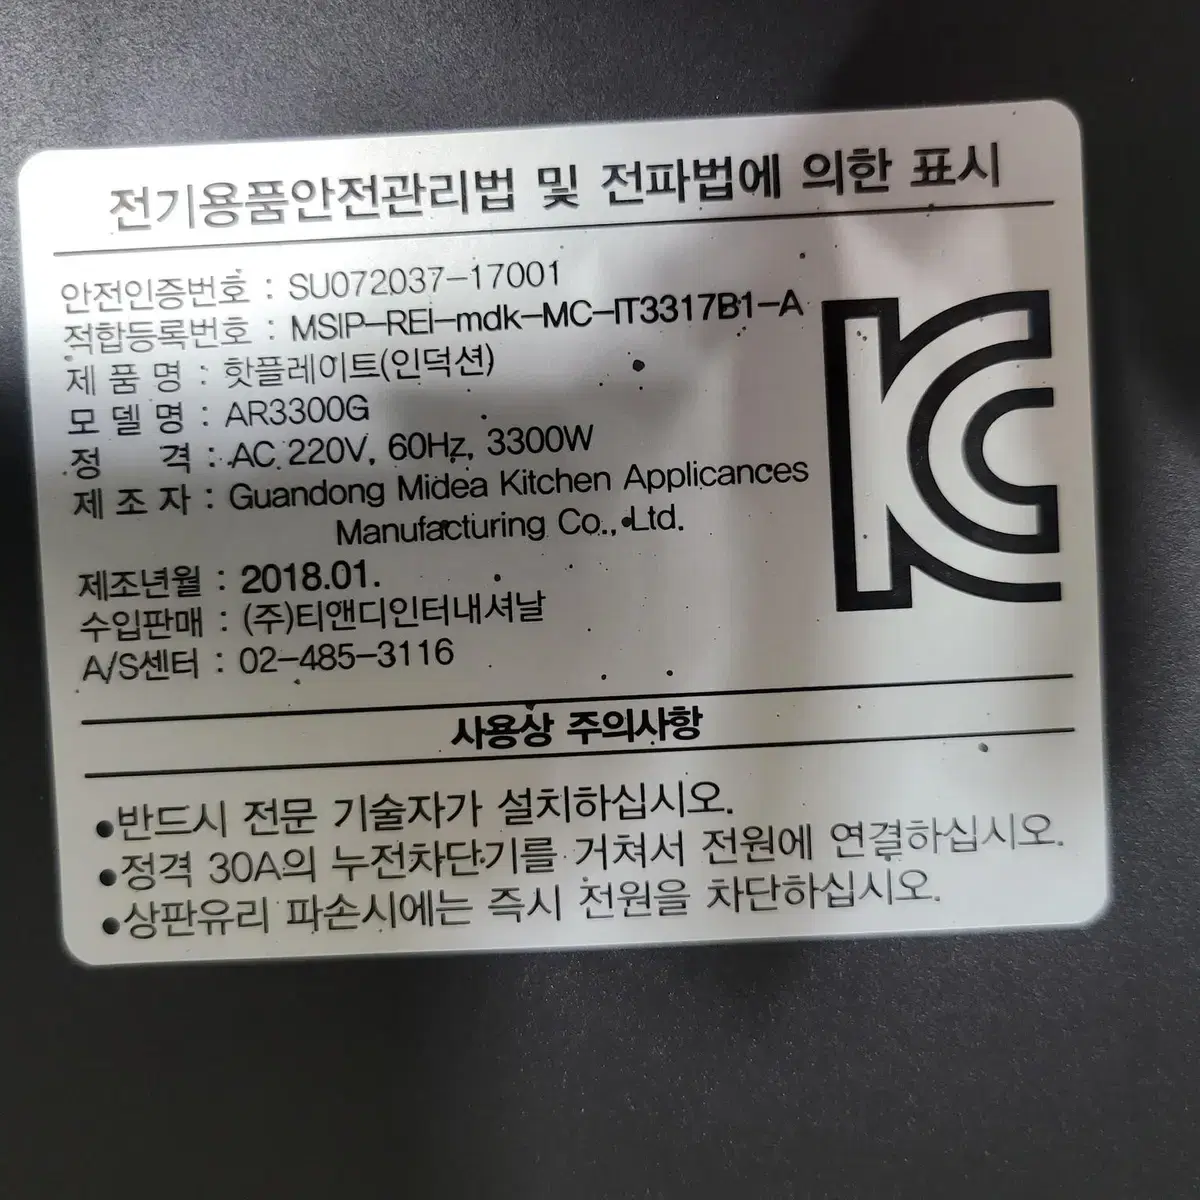 전기용품안전관리법 및 전파법에 의한 표시
안전인증번호 : SU072037-17001
적합등록번호 : MSIP-REI-mdk-MC-IT3317B1-A
제 품 명 : 핫플레이트(인덕션)
모 델 명 : AR3300G
정 격 : AC 220V, 60Hz, 3300W
제 조 자 : Guandong Midea Kitchen Applicances
Manufacturing Co., Ltd.
제조년월 : 2018.01.
수입판매 : (주)티앤디인터내셔날
A/S센터 : 02-485-3116
KC
사용상 주의사항
●반드시 전문 기술자가 설치하십시오.
●정격 30A의 누전차단기를 거쳐서 전원에 연결하십시오.
●상판유리 파손시에는 즉시 전원을 차단하십시오.